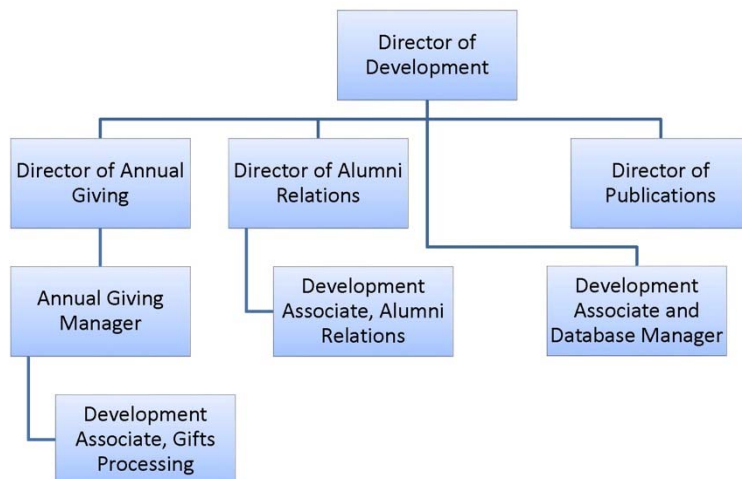 Director of
Development
Director of Annual
Giving
Director of Alumni
Relations
Director of
Publications
Annual Giving
Manager
Development
Associate, Alumni
Relations
Development
Associate and
Database Manager
Development
Associate, Gifts
Processing